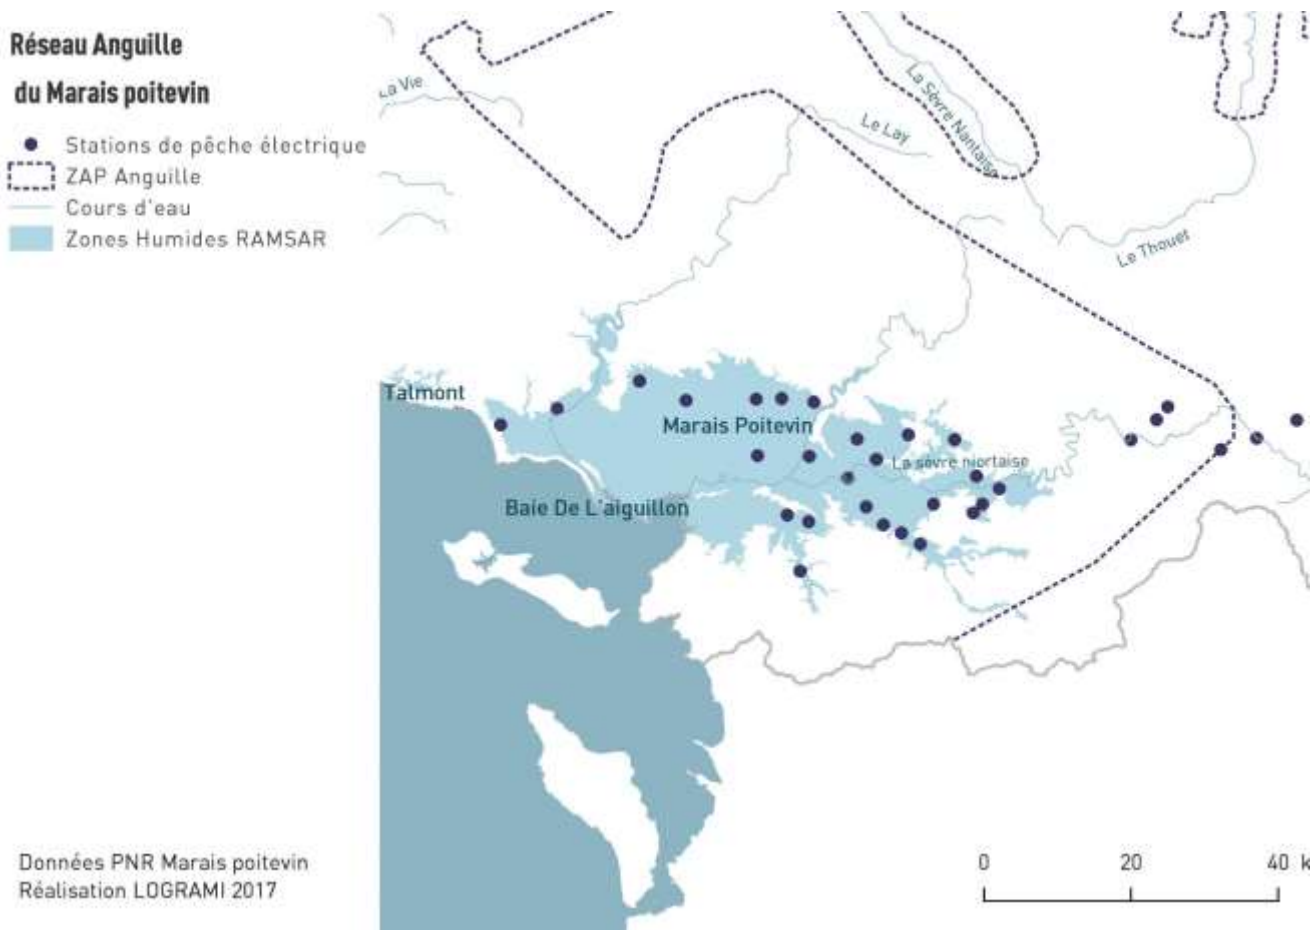 Réseau Anguille
du Marais poitevin
Stations de pêche électrique
ZAP Anguille
Cours d'eau
Zones Humides RAMSAR
La Vie
La Sèvre Nantaise
Le Lay
Le Thouet
Talmont
Marais Poitevin
La sèvre niortaise
Baie De L'aiguillon
Données PNR Marais poitevin
Réalisation LOGRAMI 2017
0 20 40 k